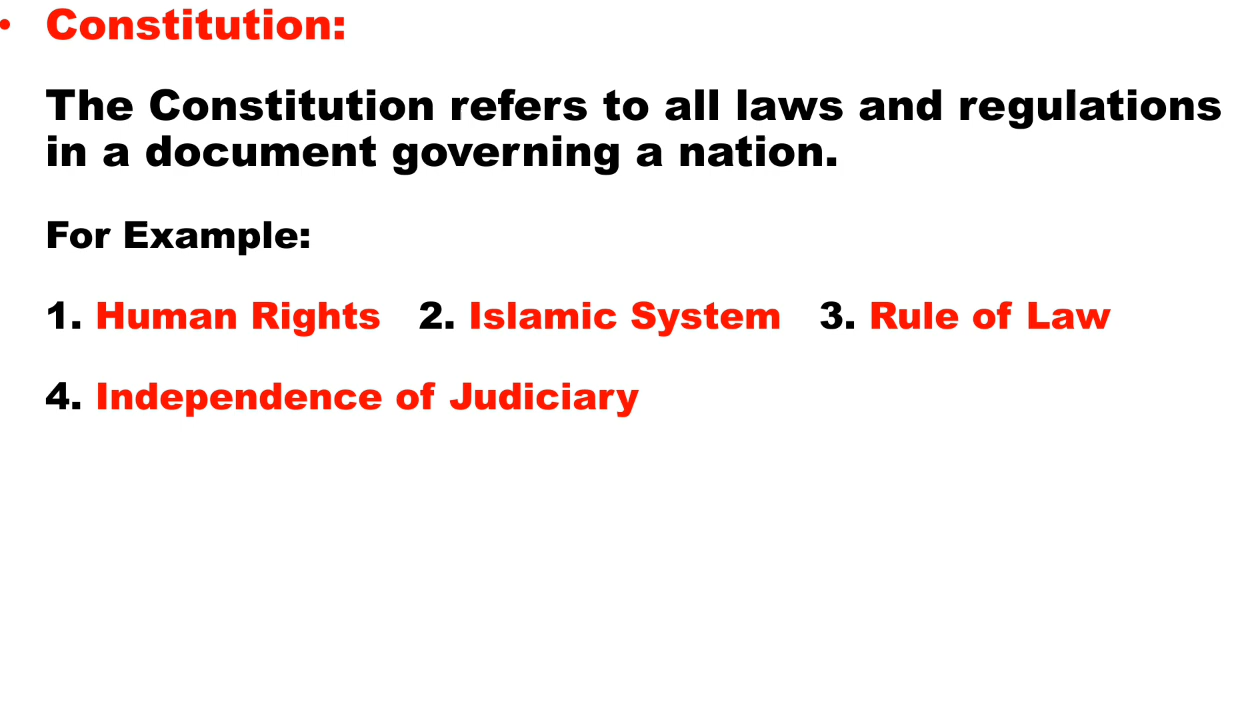 • Constitution:
The Constitution refers to all laws and regulations
in a document governing a nation.
For Example:
1. Human Rights 2. Islamic System 3. Rule of Law
4. Independence of Judiciary